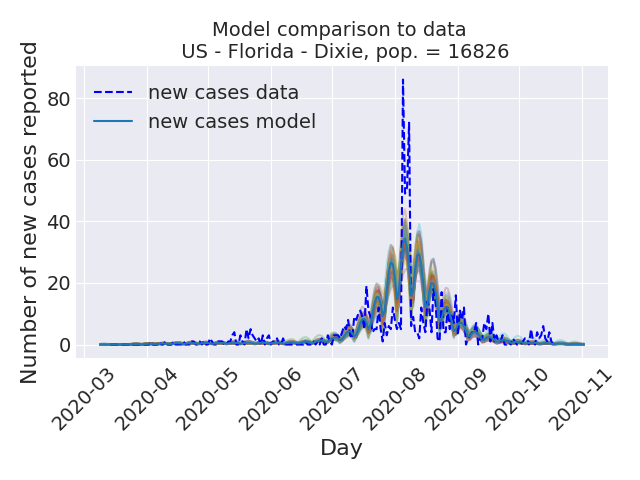 Model comparison to data
US - Florida - Dixie, pop. = 16826
Number of new cases reported
new cases data
new cases model
80
60
40
20
0
2020-03
2020-04
2020-05
2020-06
2020-07
2020-08
2020-09
2020-10
2020-11
Day